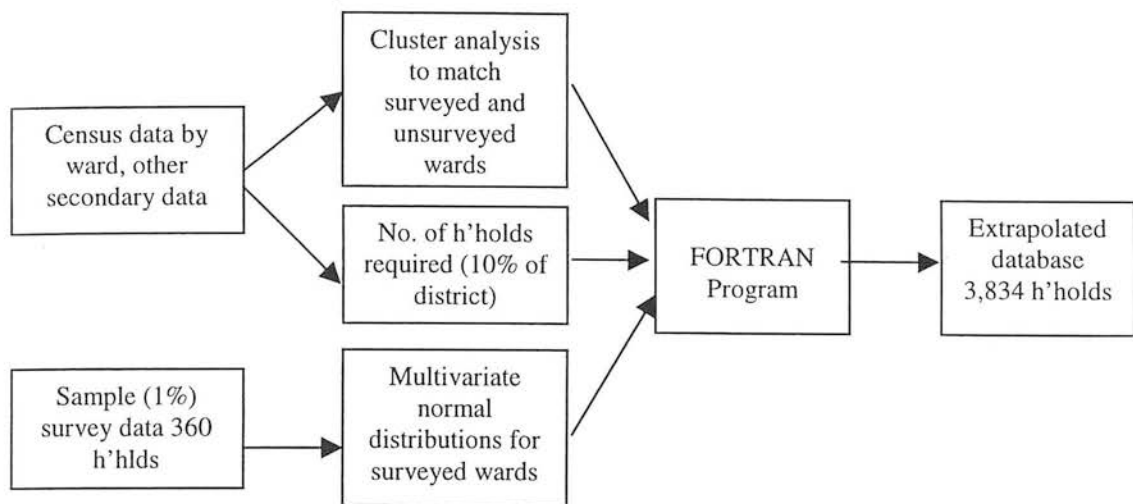 Census data by
ward, other
secondary data
Cluster analysis
to match
surveyed and
unsurveyed
wards
No. of h'holds
required (10% of
district)
Sample (1%)
survey data 360
h'hlds
Multivariate
normal
distributions for
surveyed wards
FORTRAN
Program
Extrapolated
database
3,834 h'holds